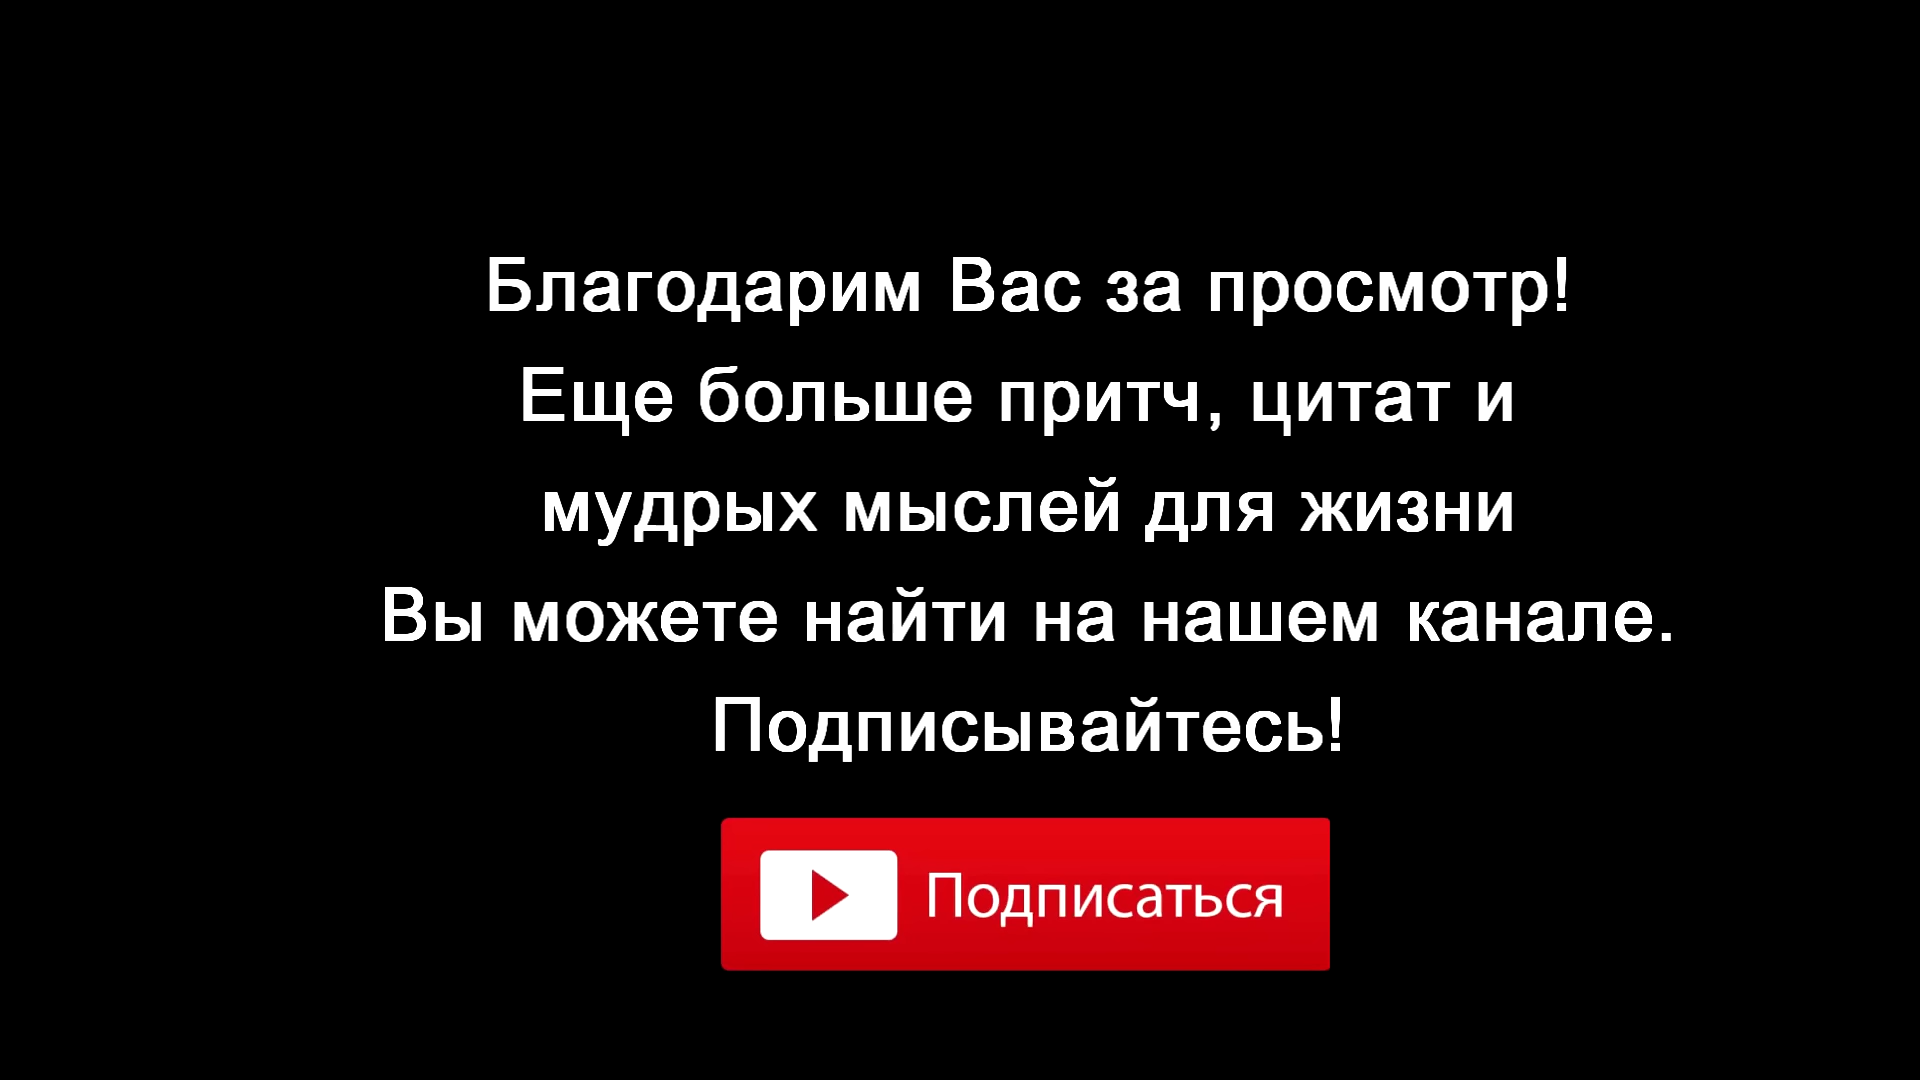 Благодарим Вас за просмотр!
Еще больше притч, цитат и
мудрых мыслей для жизни
Вы можете найти на нашем канале.
Подписывайтесь!
Подписаться